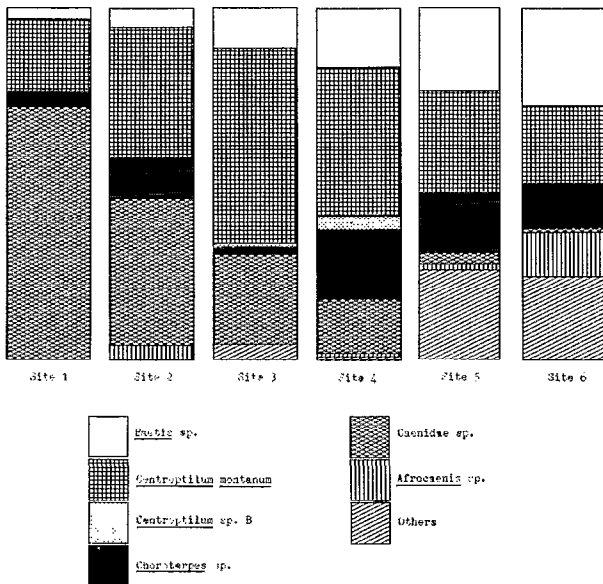 Site 1 Site 2 Site 3 Site 4 Site 5 Site 6
Baetis sp.
Centroptilum montanum
Centroptilum sp. B
Choroterpes sp.
Caenidae sp.
Afrocaenis sp.
Others